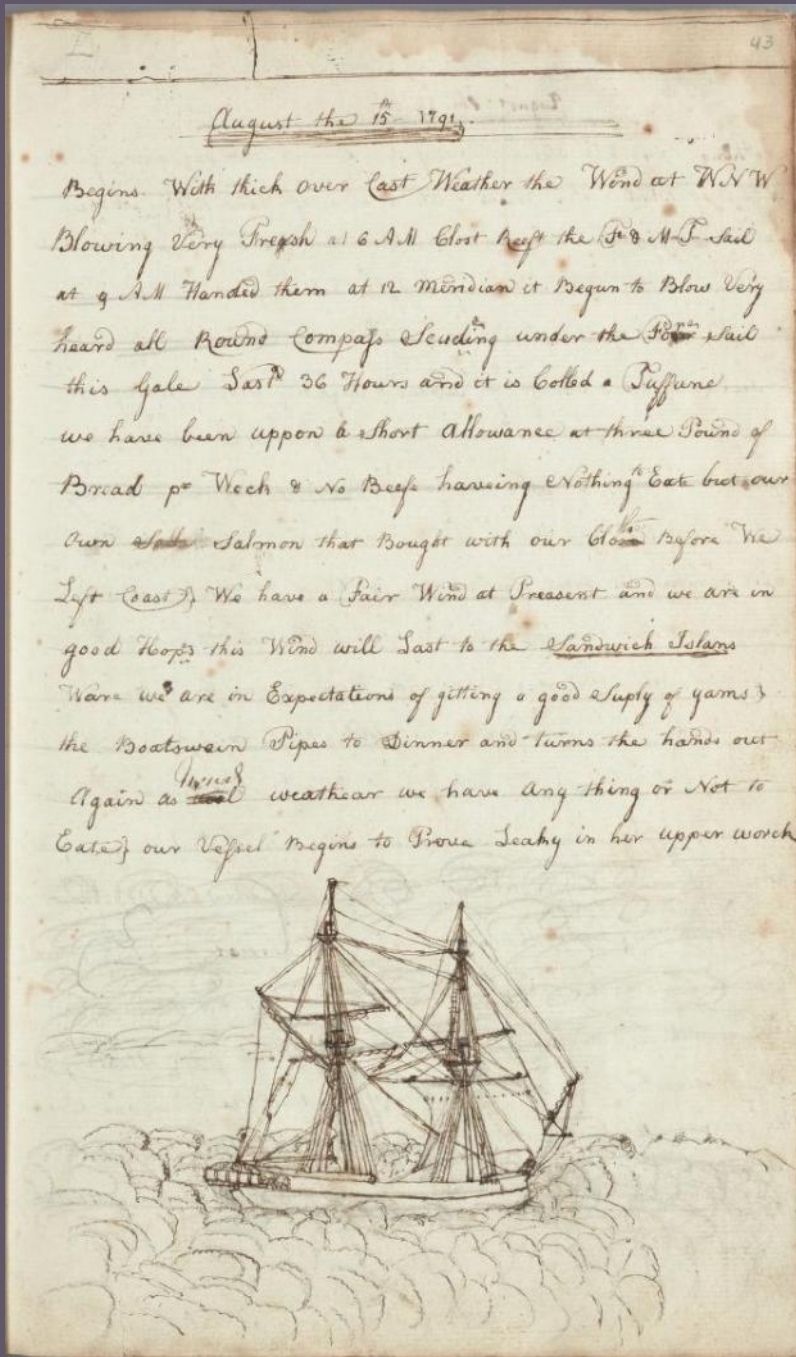 43
August the 15th 1791.
Begins With thick Over Cast Weather the Wind at WNW
Blowing Very Freash at 6 AM Clost Reeft the F & M T Sail
at 9 AM Handed them at 12 Meridian it Begun to Blow Very
heard all Round Compass Scuding under the Fore Sail
this Gale Last 36 Hours and it is Colled a Tuffune
we have been uppon a Short Allowance at three Pound of
Bread pr Week & No Beefe haveing Nothing to Eate but our
Own Salmon that Bought with our Before We
Left Coast} We have a Fair Wind at Preasent and we are in
good Hops this Wind will Last to the Sandwich Islans
Ware we are in Expectations of gitting a good Suply of yams}
the Boatswain Pipes to Dinner and turns the hands out
Again as weathear we have Any thing or Not to
Eate} our Vessel Begins to Prove Leaky in her upper worck